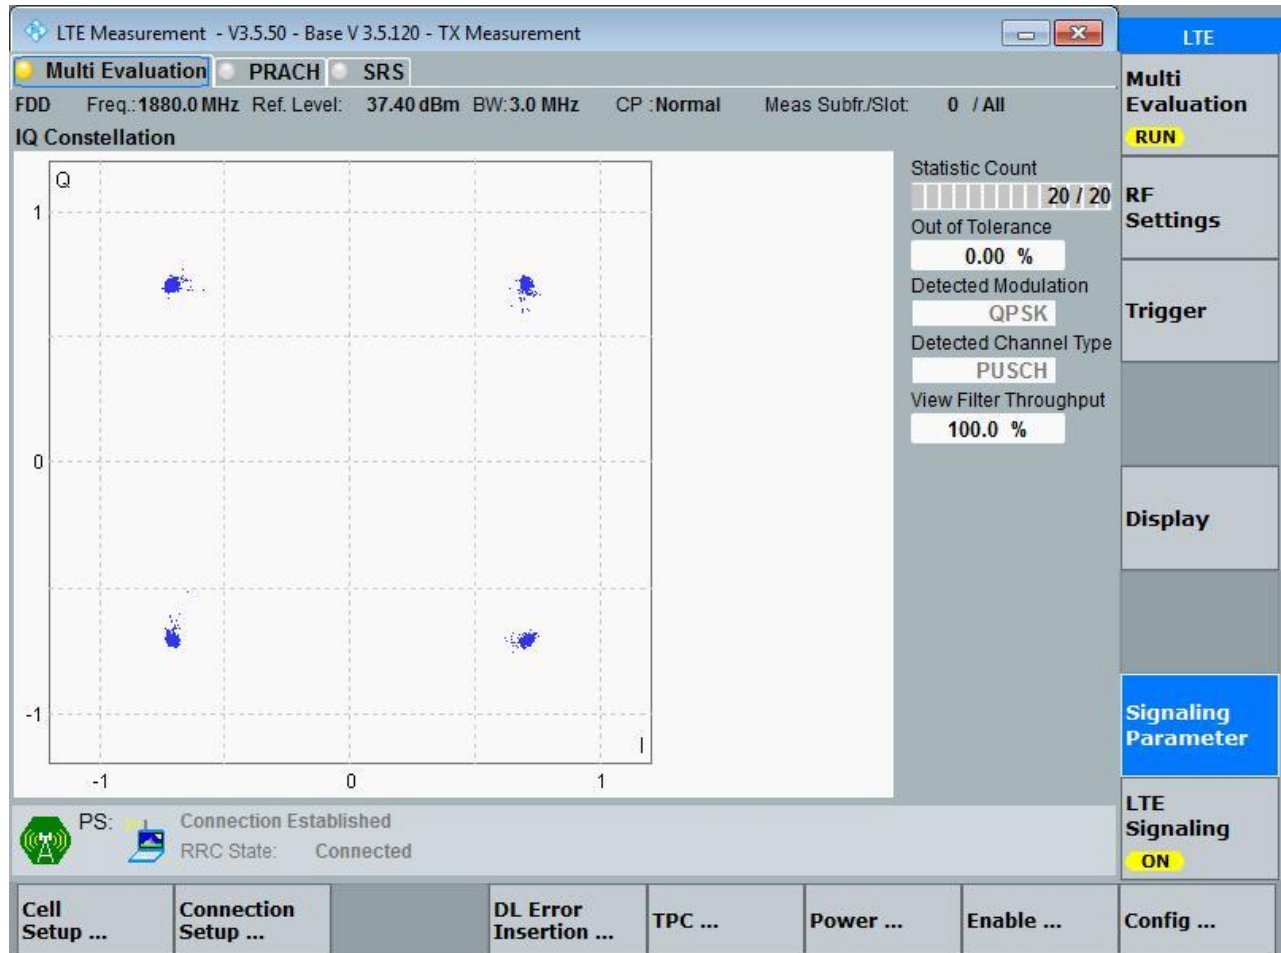 LTE Measurement - V3.5.50 - Base V 3.5.120 - TX Measurement
LTE
Multi Evaluation PRACH SRS
FDD Freq.: 1880.0 MHz Ref. Level: 37.40 dBm BW: 3.0 MHz CP : Normal Meas Subfr./Slot: 0 / All
IQ Constellation
Q
1
0
-1
I
-1 0 1
Statistic Count
20 / 20
Out of Tolerance
0.00 %
Detected Modulation
QPSK
Detected Channel Type
PUSCH
View Filter Throughput
100.0 %
Multi
Evaluation
RUN
RF
Settings
Trigger
Display
Signaling
Parameter
LTE
Signaling
ON
PS: Connection Established
RRC State: Connected
Cell
Setup ...
Connection
Setup ...
DL Error
Insertion ...
TPC ...
Power ...
Enable ...
Config ...